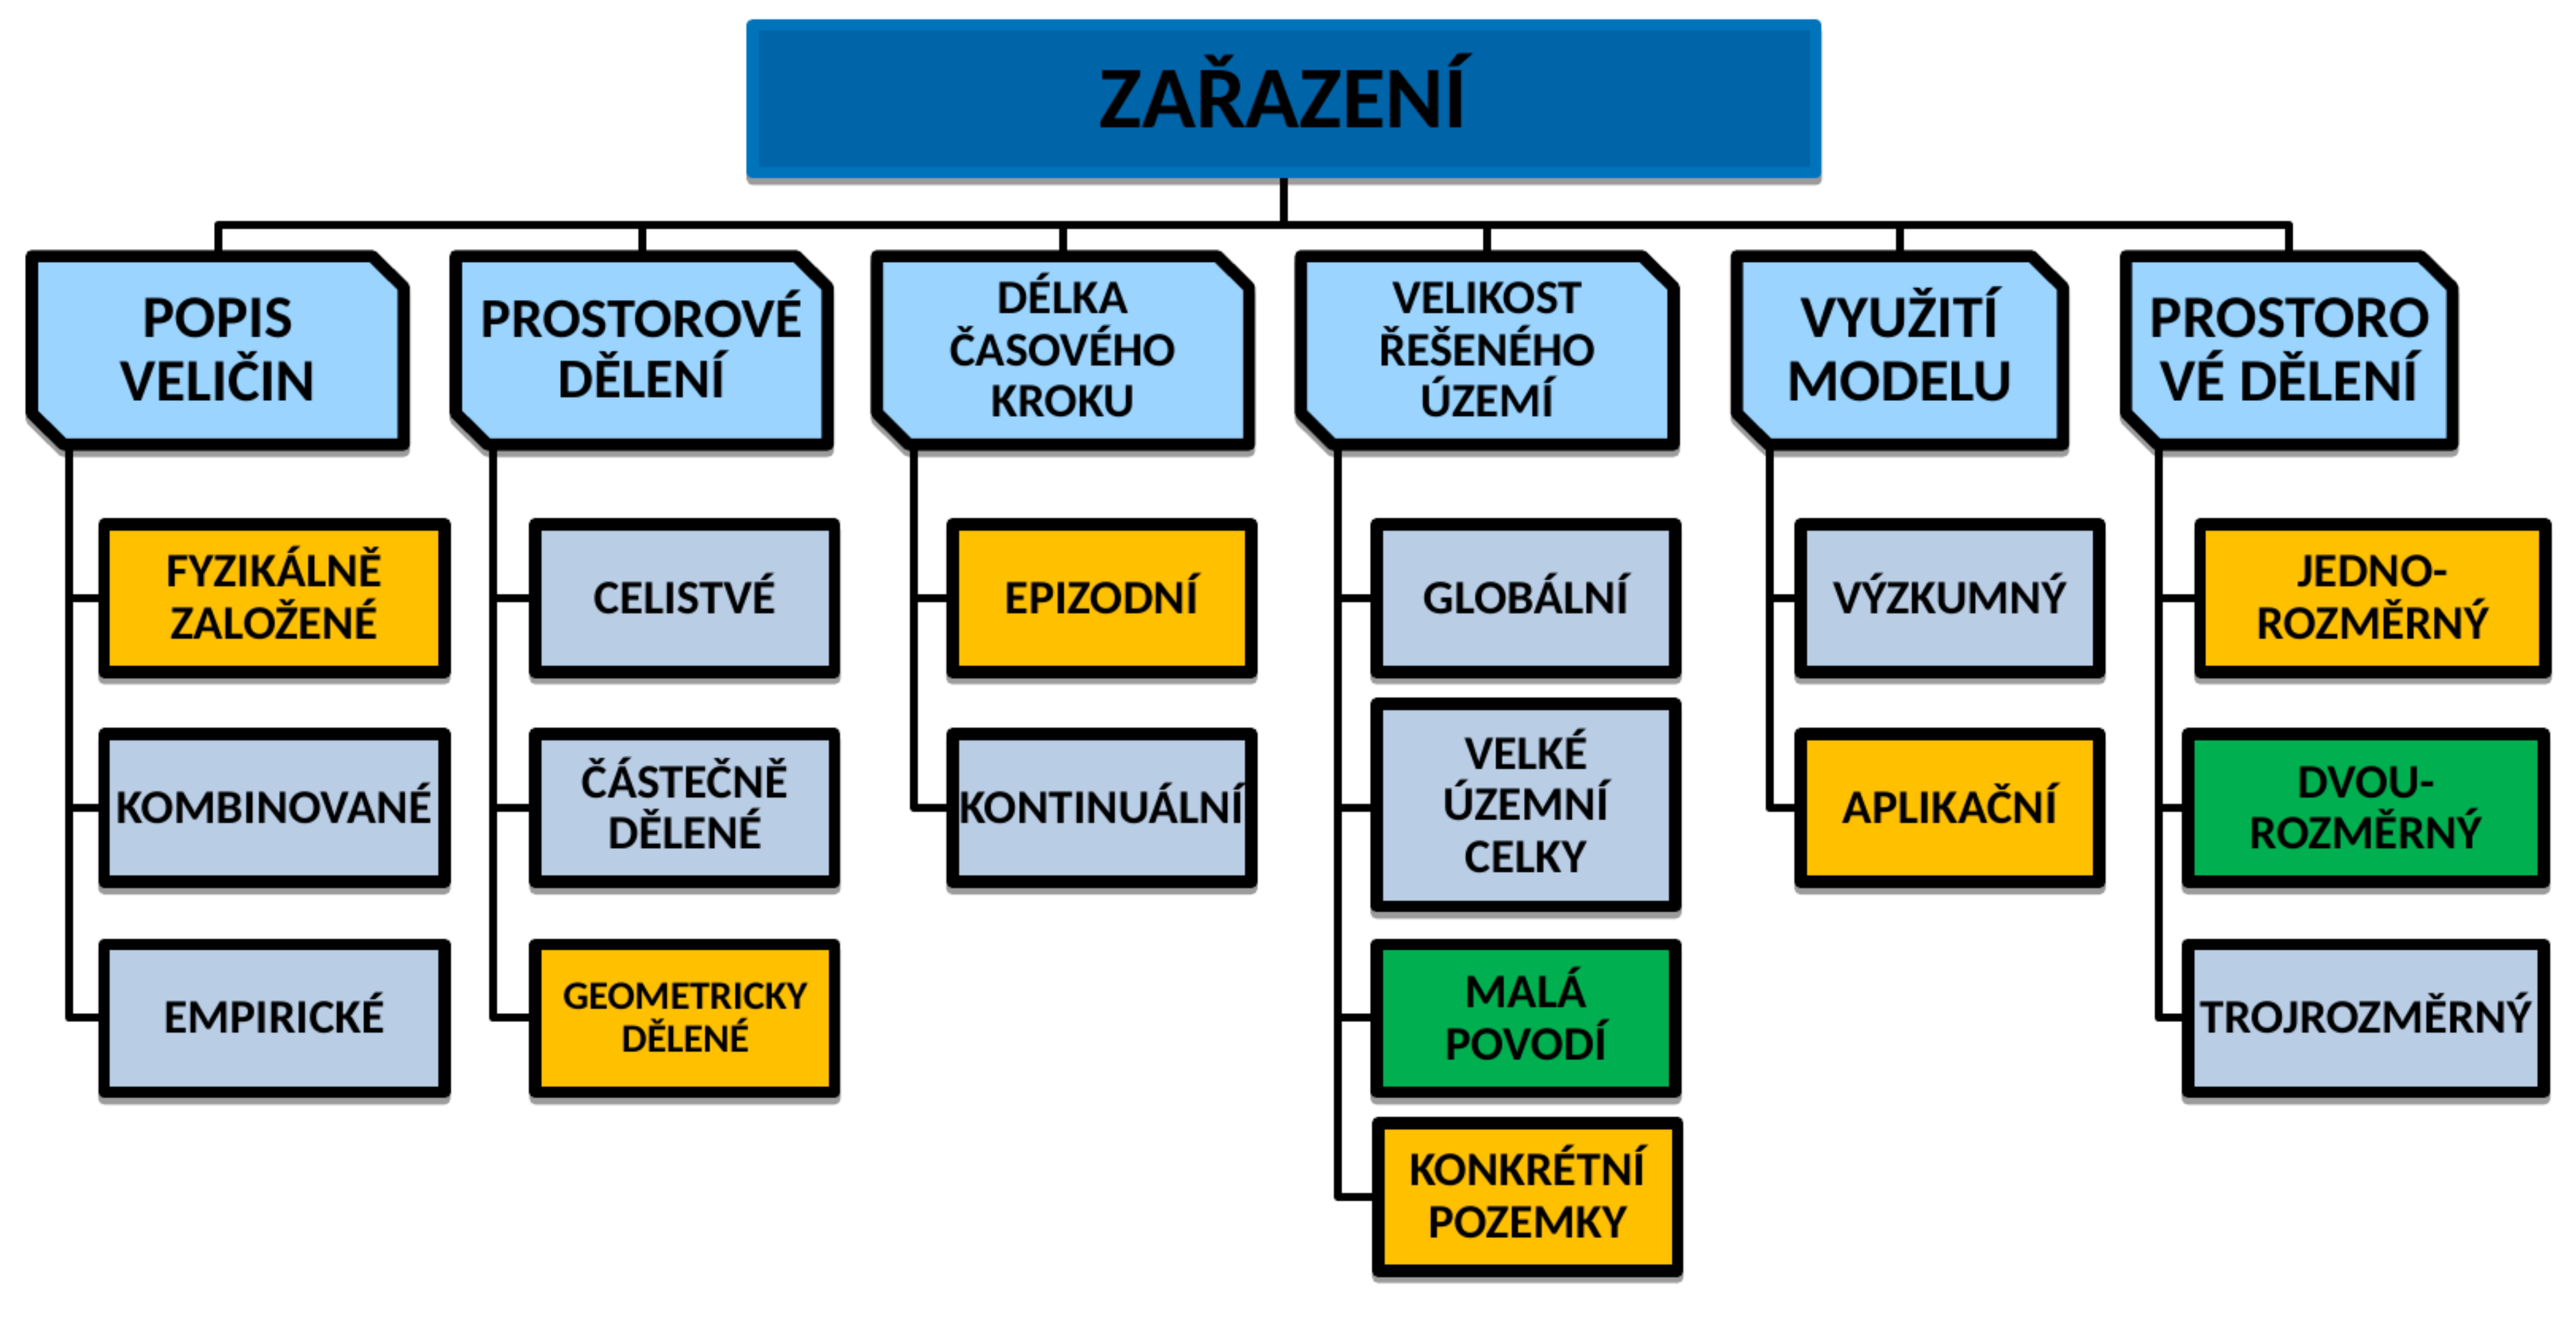 ZAŘAZENÍ
POPIS
VELIČIN
PROSTOROVÉ
DĚLENÍ
DÉLKA
ČASOVÉHO
KROKU
VELIKOST
ŘEŠENÉHO
ÚZEMÍ
VYUŽITÍ
MODELU
PROSTORO
VÉ DĚLENÍ
FYZIKÁLNĚ
ZALOŽENÉ
KOMBINOVANÉ
EMPIRICKÉ
CELISTVÉ
ČÁSTEČNĚ
DĚLENÉ
GEOMETRICKY
DĚLENÉ
EPIZODNÍ
KONTINUÁLNÍ
GLOBÁLNÍ
VELKÉ
ÚZEMNÍ
CELKY
MALÁ
POVODÍ
KONKRÉTNÍ
POZEMKY
VÝZKUMNÝ
APLIKAČNÍ
JEDNO-
ROZMĚRNÝ
DVOU-
ROZMĚRNÝ
TROJROZMĚRNÝ